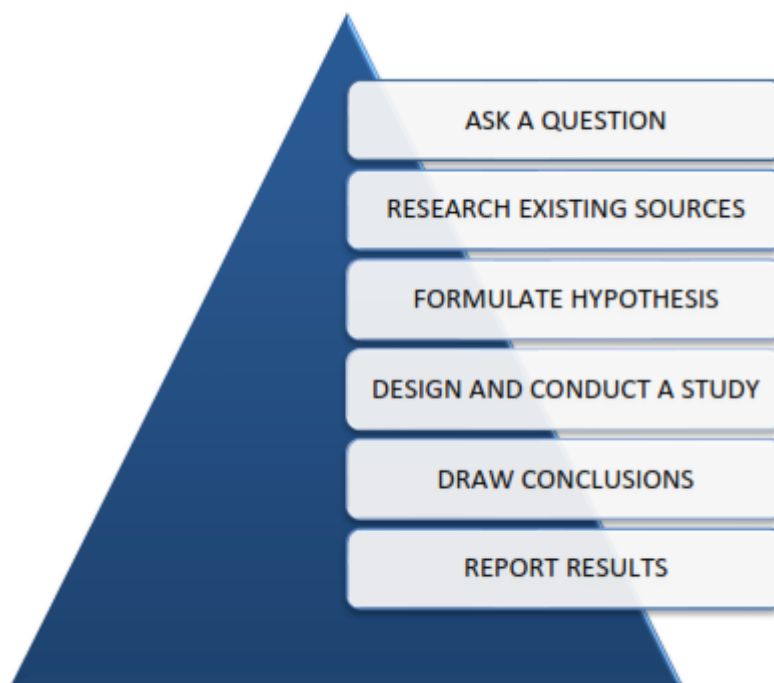 ASK A QUESTION
RESEARCH EXISTING SOURCES
FORMULATE HYPOTHESIS
DESIGN AND CONDUCT A STUDY
DRAW CONCLUSIONS
REPORT RESULTS